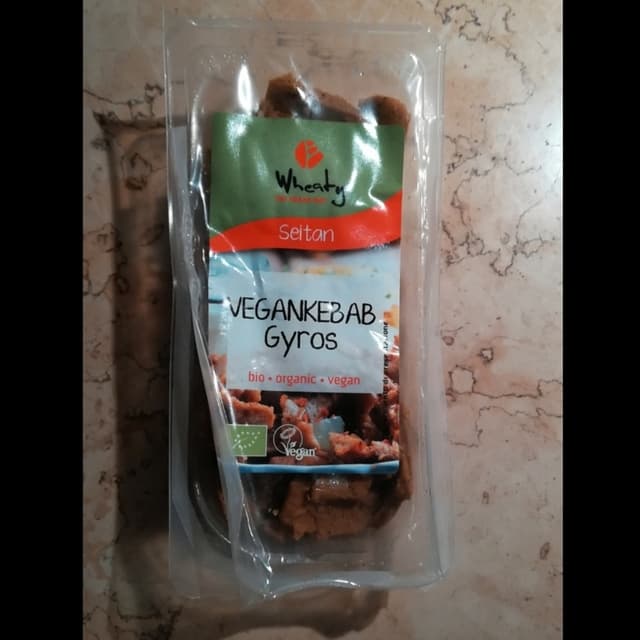 Wheaty
Seitan
VEGANKEBAB
Gyros
bio • organic • vegan
Vegan